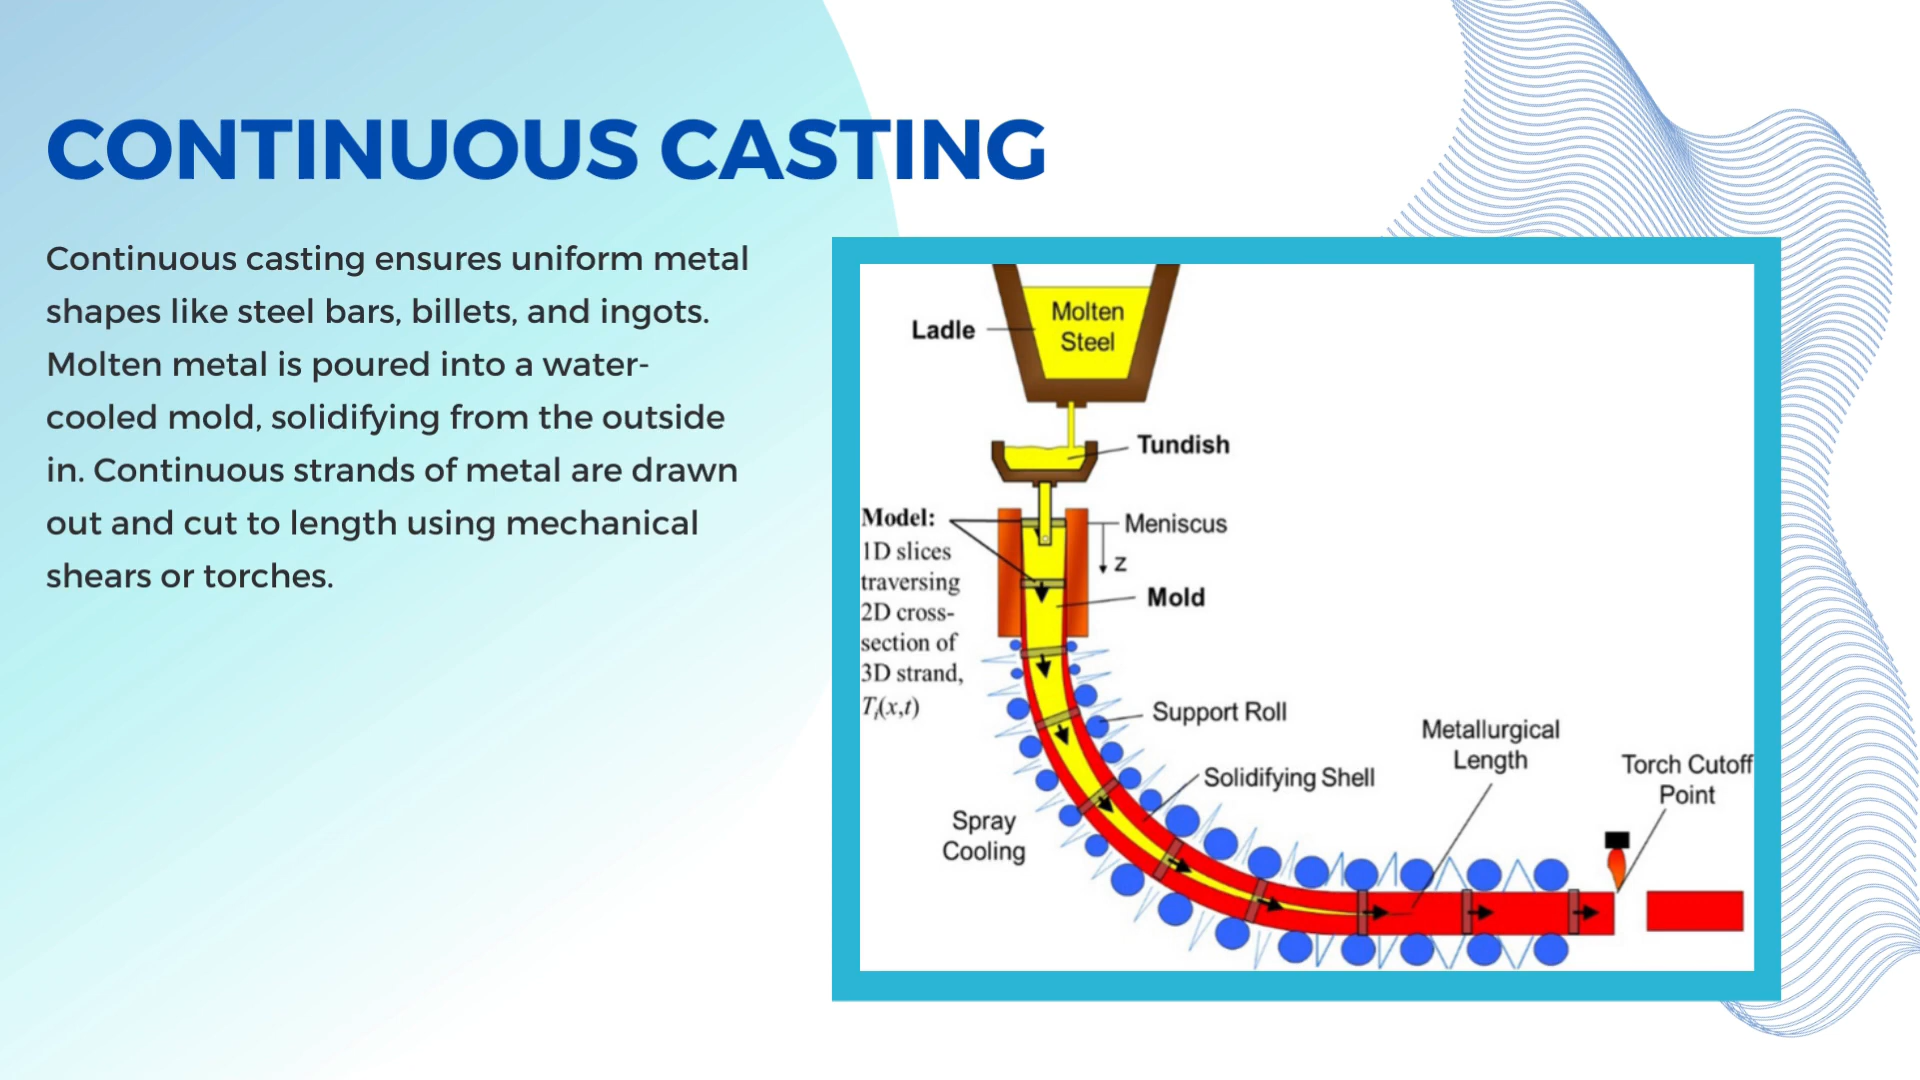 CONTINUOUS CASTING
Continuous casting ensures uniform metal
shapes like steel bars, billets, and ingots.
Molten metal is poured into a water-
cooled mold, solidifying from the outside
in. Continuous strands of metal are drawn
out and cut to length using mechanical
shears or torches.
Ladle
Molten
Steel
Tundish
Model:
1D slices
traversing
2D cross-
section of
3D strand,
Tᵢ(x,t)
Meniscus
z
Mold
Support Roll
Solidifying Shell
Spray
Cooling
Metallurgical
Length
Torch Cutoff
Point